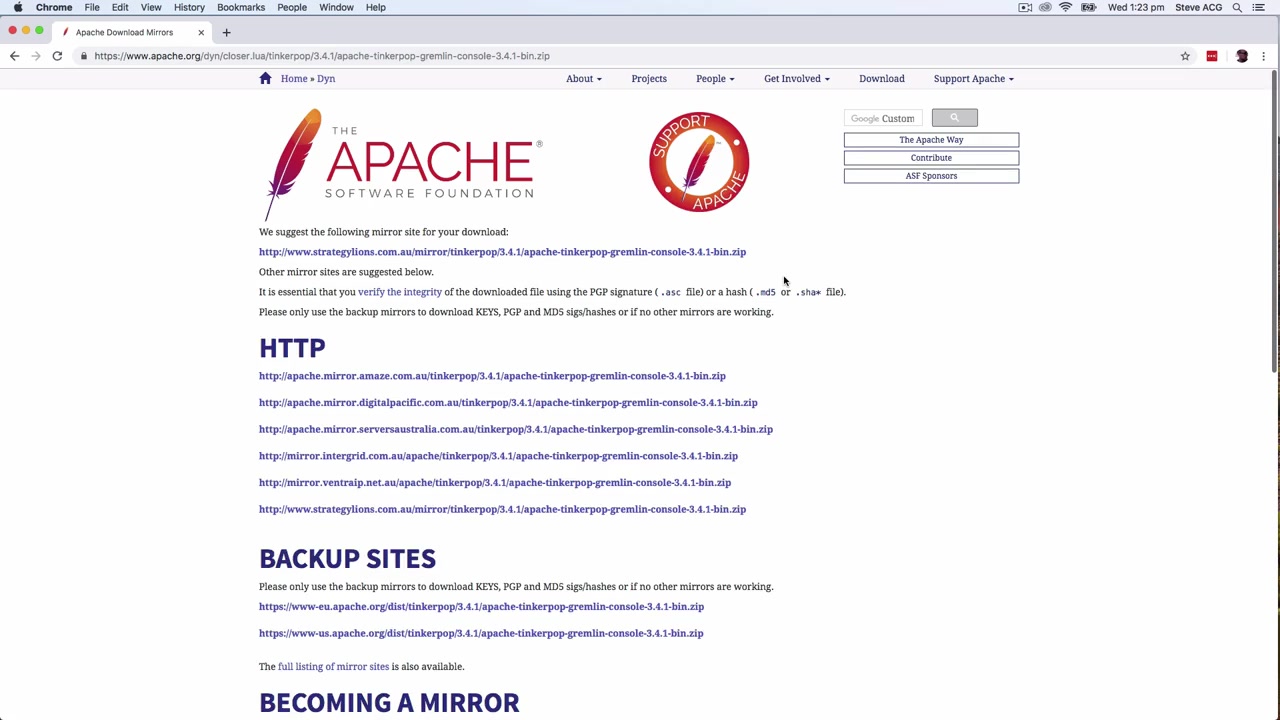 Chrome File Edit View History Bookmarks People Window Help Wed 1:23 pm Steve ACG
Apache Download Mirrors
https://www.apache.org/dyn/closer.lua/tinkerpop/3.4.1/apache-tinkerpop-gremlin-console-3.4.1-bin.zip
Home » Dyn About Projects People Get Involved Download Support Apache
THE
APACHE®
SOFTWARE FOUNDATION
SUPPORT
APACHE
Google Custom
The Apache Way
Contribute
ASF Sponsors
We suggest the following mirror site for your download:
http://www.strategylions.com.au/mirror/tinkerpop/3.4.1/apache-tinkerpop-gremlin-console-3.4.1-bin.zip
Other mirror sites are suggested below.
It is essential that you verify the integrity of the downloaded file using the PGP signature ( .asc file) or a hash ( .md5 or .sha* file).
Please only use the backup mirrors to download KEYS, PGP and MD5 sigs/hashes or if no other mirrors are working.
HTTP
http://apache.mirror.amaze.com.au/tinkerpop/3.4.1/apache-tinkerpop-gremlin-console-3.4.1-bin.zip
http://apache.mirror.digitalpacific.com.au/tinkerpop/3.4.1/apache-tinkerpop-gremlin-console-3.4.1-bin.zip
http://apache.mirror.serversaustralia.com.au/tinkerpop/3.4.1/apache-tinkerpop-gremlin-console-3.4.1-bin.zip
http://mirror.intergrid.com.au/apache/tinkerpop/3.4.1/apache-tinkerpop-gremlin-console-3.4.1-bin.zip
http://mirror.ventraip.net.au/apache/tinkerpop/3.4.1/apache-tinkerpop-gremlin-console-3.4.1-bin.zip
http://www.strategylions.com.au/mirror/tinkerpop/3.4.1/apache-tinkerpop-gremlin-console-3.4.1-bin.zip
BACKUP SITES
Please only use the backup mirrors to download KEYS, PGP and MD5 sigs/hashes or if no other mirrors are working.
https://www-eu.apache.org/dist/tinkerpop/3.4.1/apache-tinkerpop-gremlin-console-3.4.1-bin.zip
https://www-us.apache.org/dist/tinkerpop/3.4.1/apache-tinkerpop-gremlin-console-3.4.1-bin.zip
The full listing of mirror sites is also available.
BECOMING A MIRROR